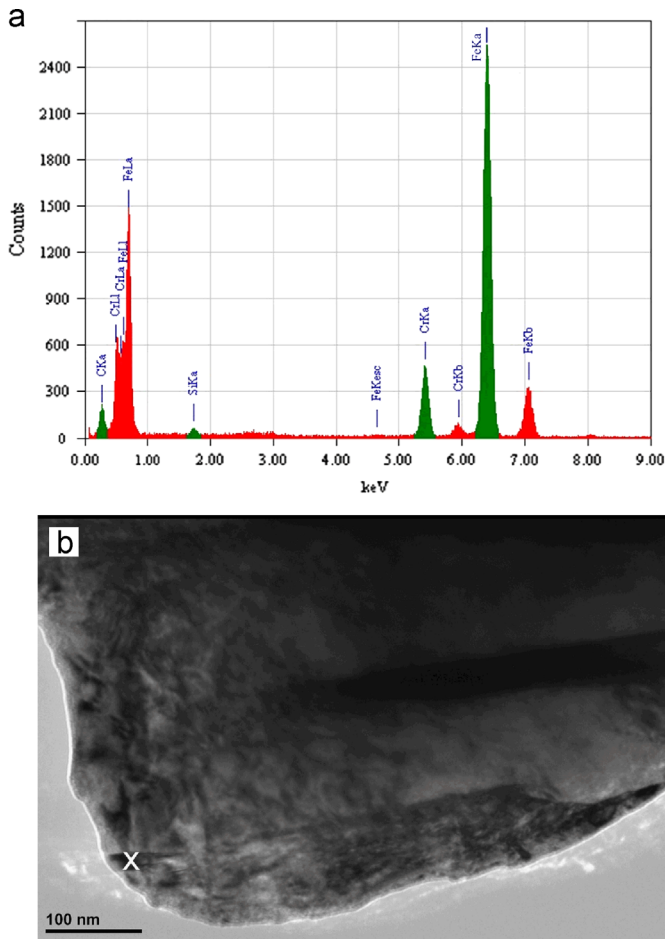 a
2400
2100
1800
1500
1200
900
600
300
0
Counts
CKa
CrLl
CrLa
FeLl
FeLa
SiKa
FeKesc
CrKa
CrKb
FeKa
FeKb
0.00 1.00 2.00 3.00 4.00 5.00 6.00 7.00 8.00 9.00
keV
b
X
100 nm